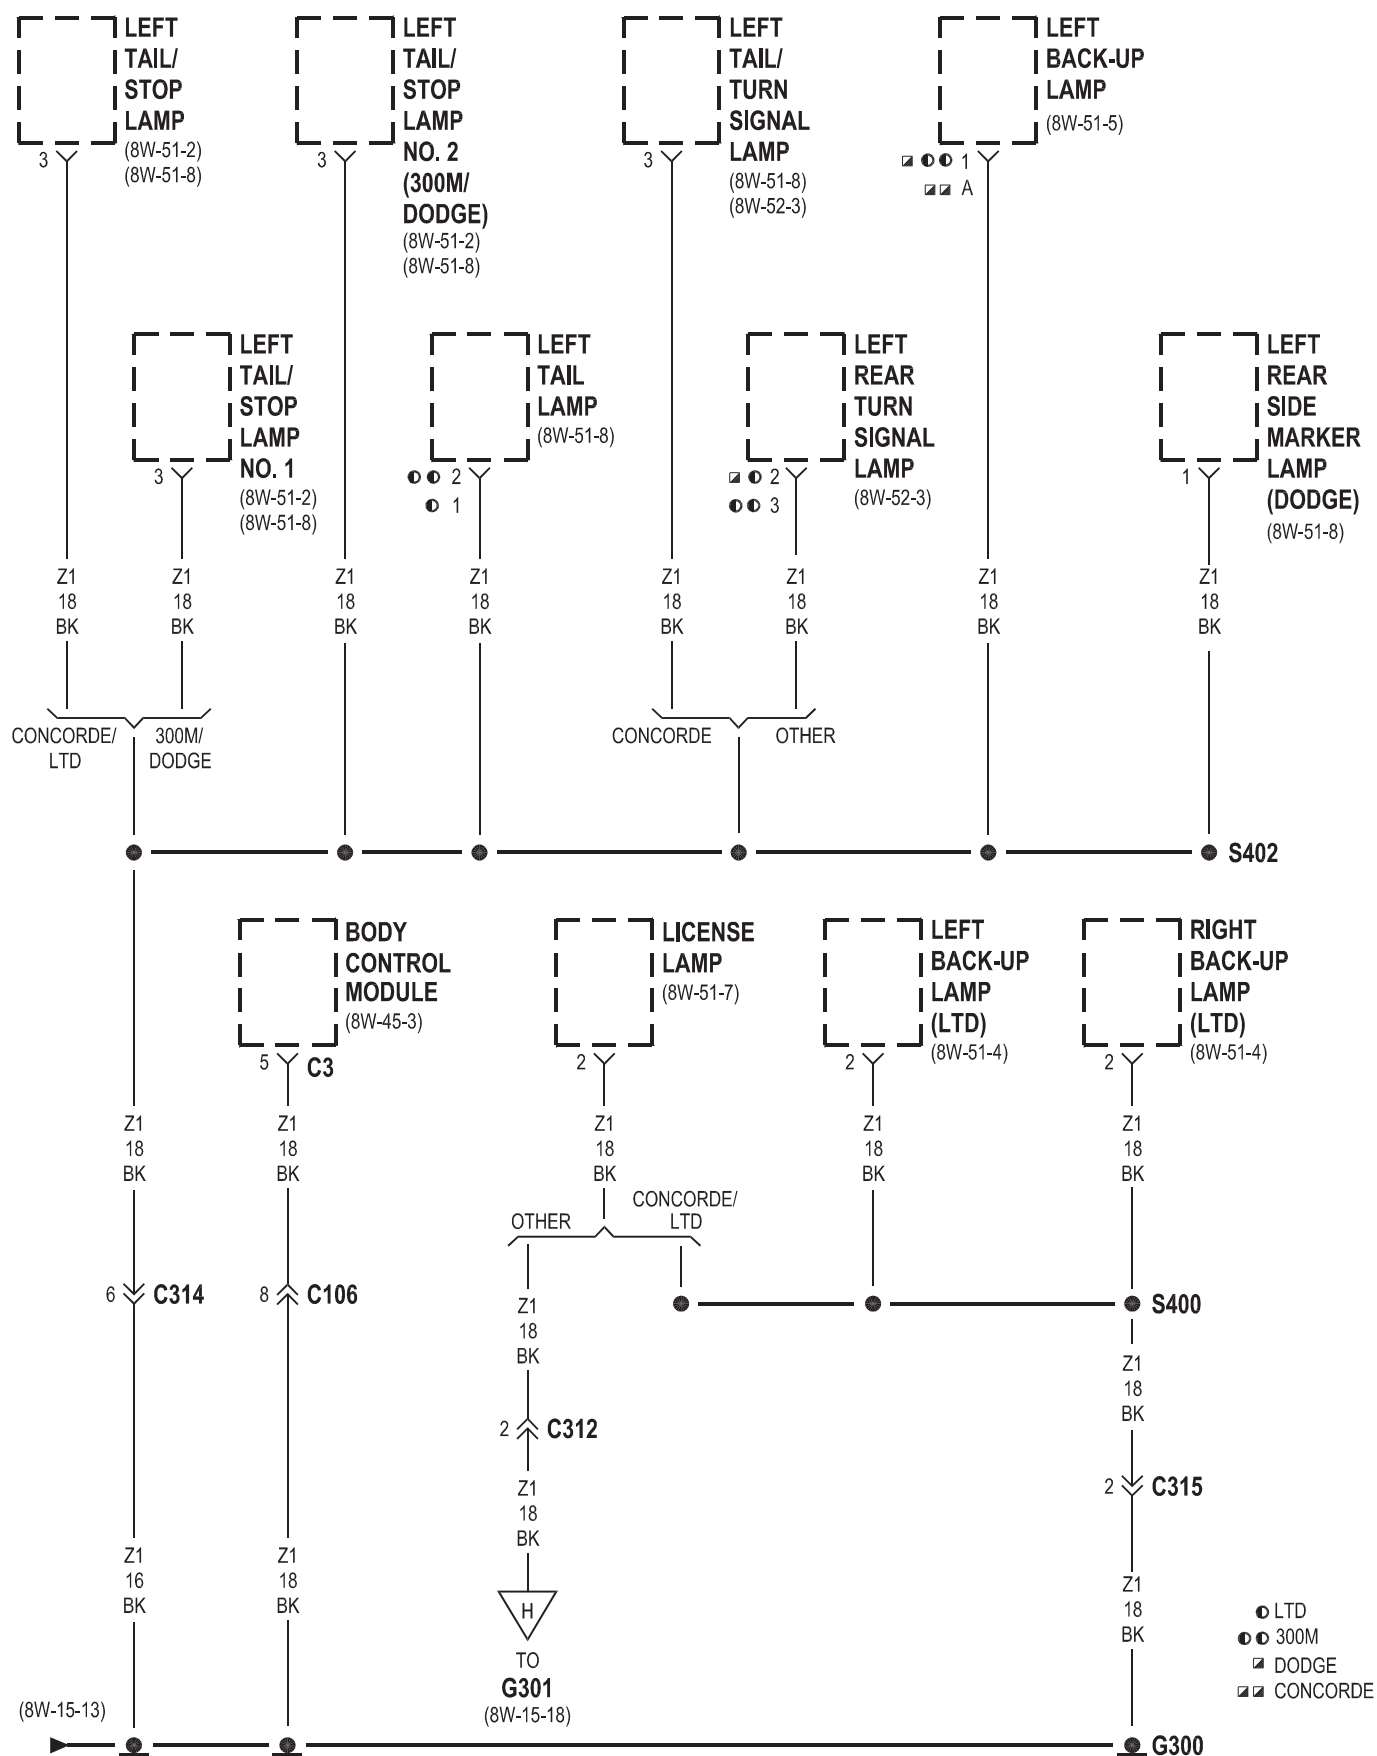 LEFT
TAIL/
STOP
LAMP
(8W-51-2)
(8W-51-8)
3
LEFT
TAIL/
STOP
LAMP
NO. 2
(300M/
DODGE)
(8W-51-2)
(8W-51-8)
3
LEFT
TAIL/
TURN
SIGNAL
LAMP
(8W-51-8)
(8W-52-3)
3
LEFT
BACK-UP
LAMP
(8W-51-5)
1
A
LEFT
TAIL/
STOP
LAMP
NO. 1
(8W-51-2)
(8W-51-8)
3
LEFT
TAIL
LAMP
(8W-51-8)
2
1
LEFT
REAR
TURN
SIGNAL
LAMP
(8W-52-3)
2
3
LEFT
REAR
SIDE
MARKER
LAMP
(DODGE)
(8W-51-8)
1
Z1 Z1 Z1 Z1 Z1 Z1 Z1 Z1
18 18 18 18 18 18 18 18
BK BK BK BK BK BK BK BK
CONCORDE/
LTD
300M/
DODGE
CONCORDE
OTHER
S402
BODY
CONTROL
MODULE
(8W-45-3)
5
C3
LICENSE
LAMP
(8W-51-7)
2
LEFT
BACK-UP
LAMP
(LTD)
(8W-51-4)
2
RIGHT
BACK-UP
LAMP
(LTD)
(8W-51-4)
2
Z1 Z1 Z1 Z1 Z1
18 18 18 18 18
BK BK BK BK BK
OTHER
CONCORDE/
LTD
6 C314
8 C106
S400
Z1
18
BK
Z1
18
BK
2 C312
2 C315
Z1
18
BK
Z1
16
BK
Z1
18
BK
Z1
18
BK
H
TO
G301
(8W-15-18)
LTD
300M
DODGE
CONCORDE
(8W-15-13)
G300